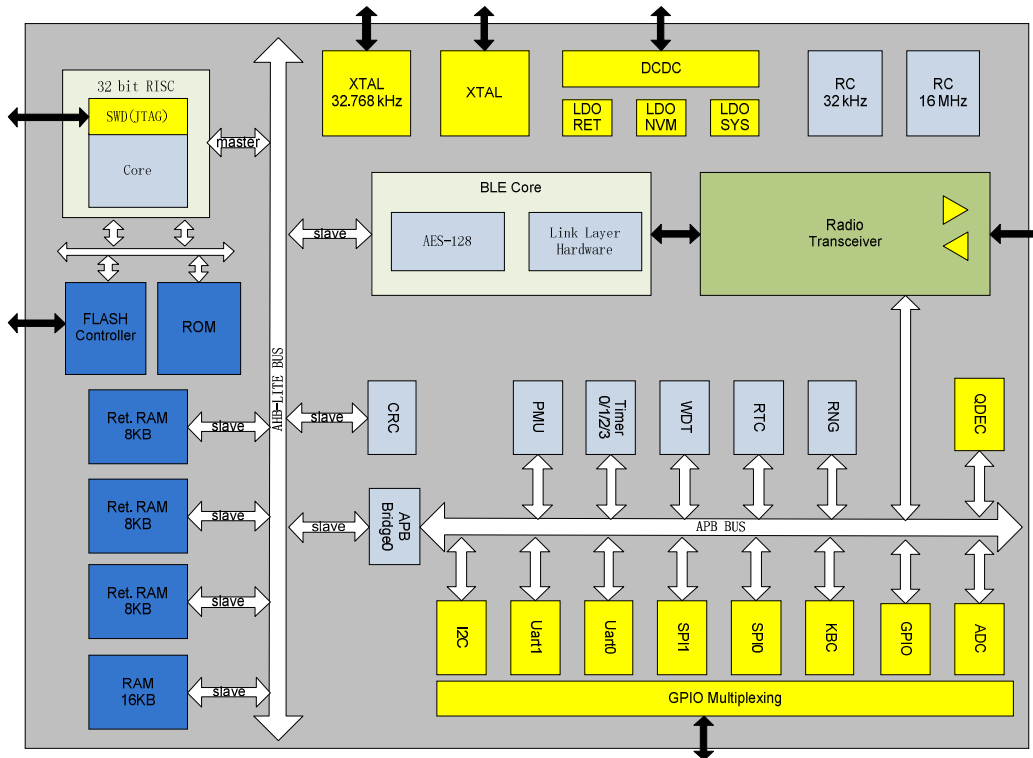 32 bit RISC
SWD(JTAG)
Core
master
XTAL
32.768 kHz
XTAL
DCDC
LDO
RET
LDO
NVM
LDO
SYS
RC
32 kHz
RC
16 MHz
BLE Core
AES-128
Link Layer
Hardware
slave
Radio
Transceiver
FLASH
Controller
ROM
AHB-LITE BUS
Ret. RAM
8KB
slave
Ret. RAM
8KB
slave
Ret. RAM
8KB
slave
RAM
16KB
slave
slave
CRC
PMU
Timer
0/1/2/3
WDT
RTC
RNG
QDEC
slave
APB
Bridge0
APB BUS
I2C
Uart1
Uart0
SPI1
SPI0
KBC
GPIO
ADC
GPIO Multiplexing